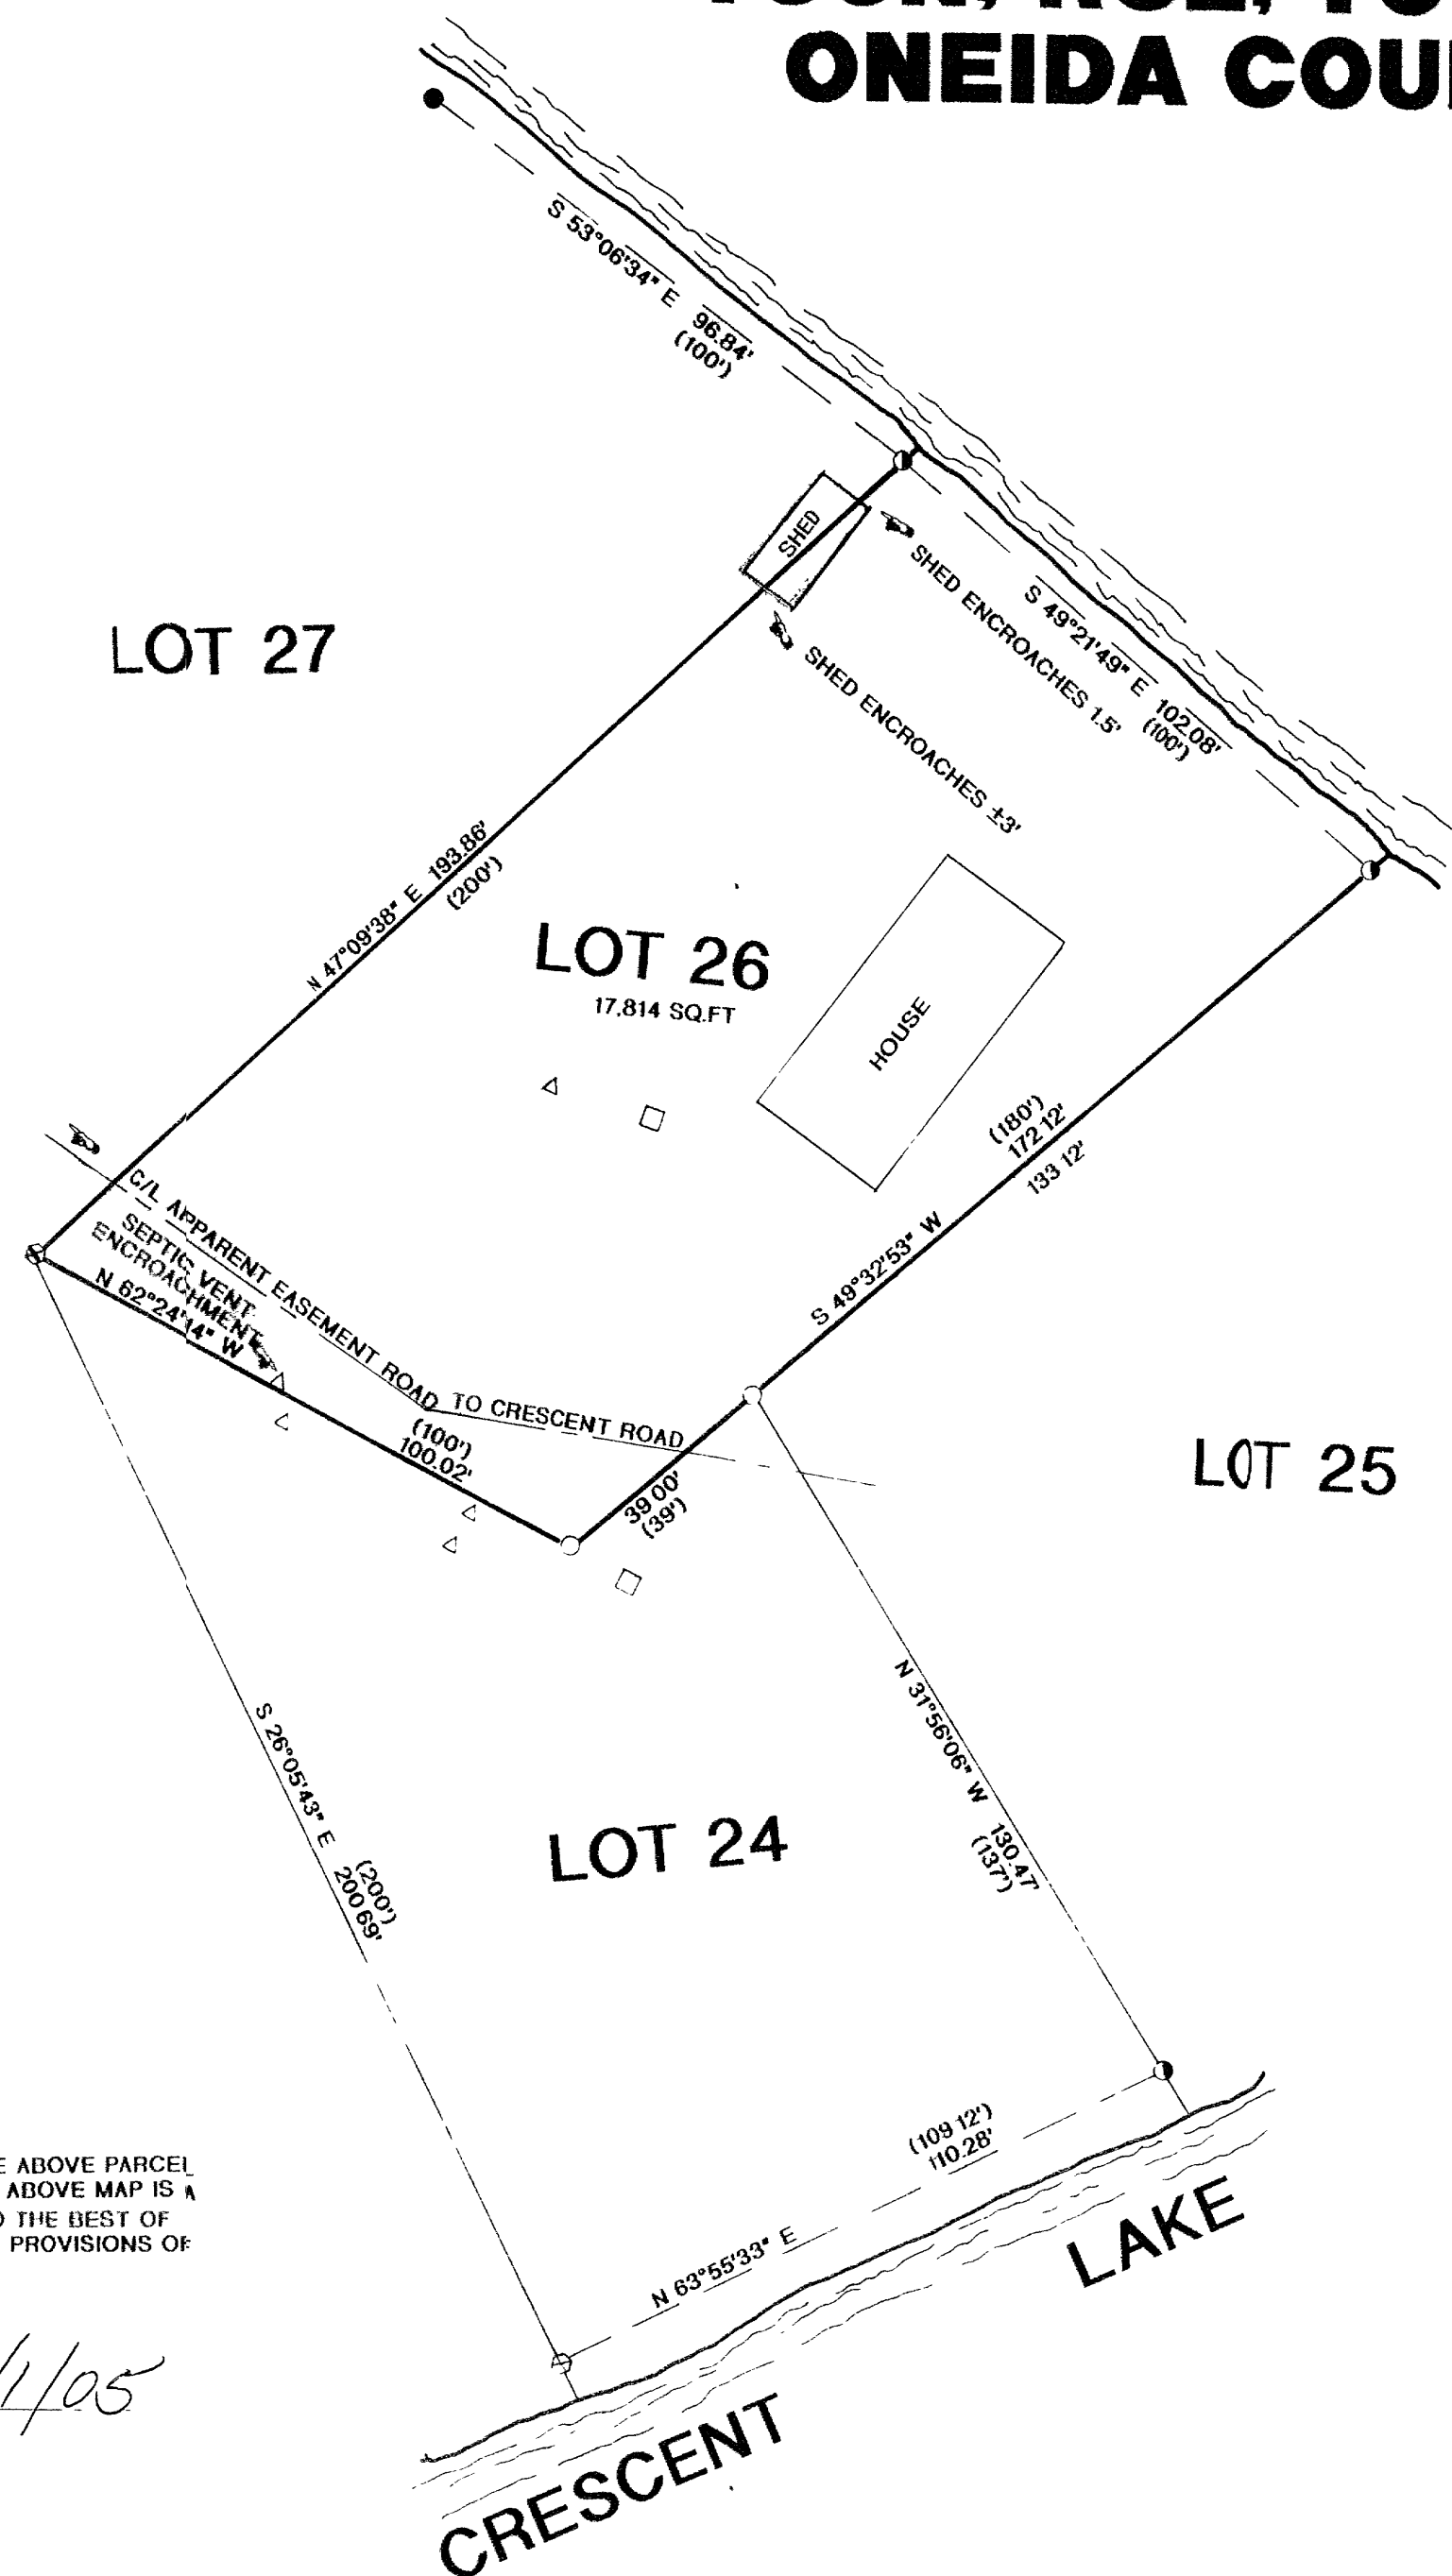 ONEIDA COU
S 53°06'34" E 96.84'
(100')
SHED
SHED ENCROACHES 1.5'
S 49°21'49" E 102.08'
(100')
SHED ENCROACHES ±3'
LOT 27
N 47°09'38" E 193.86'
(200')
LOT 26
17,814 SQ.FT
HOUSE
(180')
172.12'
133.12'
S 49°32'53" W
C/L APPARENT EASEMENT ROAD TO CRESCENT ROAD
SEPTIC VENT
ENCROACHMENT
N 62°24'14" W
(100')
100.02'
39.00'
(39')
LOT 25
S 26°05'43" E
(200')
200.69'
N 31°56'06" W 130.47'
(137')
LOT 24
(109.12')
110.28'
N 63°55'33" E
E ABOVE PARCEL
ABOVE MAP IS A
O THE BEST OF
PROVISIONS OF
1/05
CRESCENT LAKE